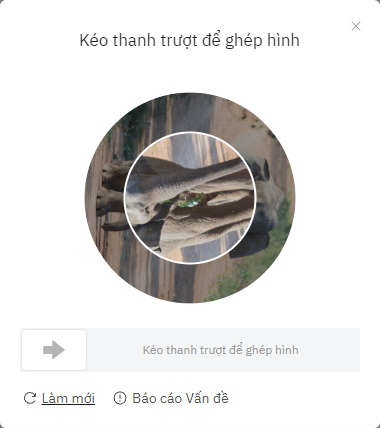 Kéo thanh trượt để ghép hình
Kéo thanh trượt để ghép hình
Làm mới Báo cáo Vấn đề